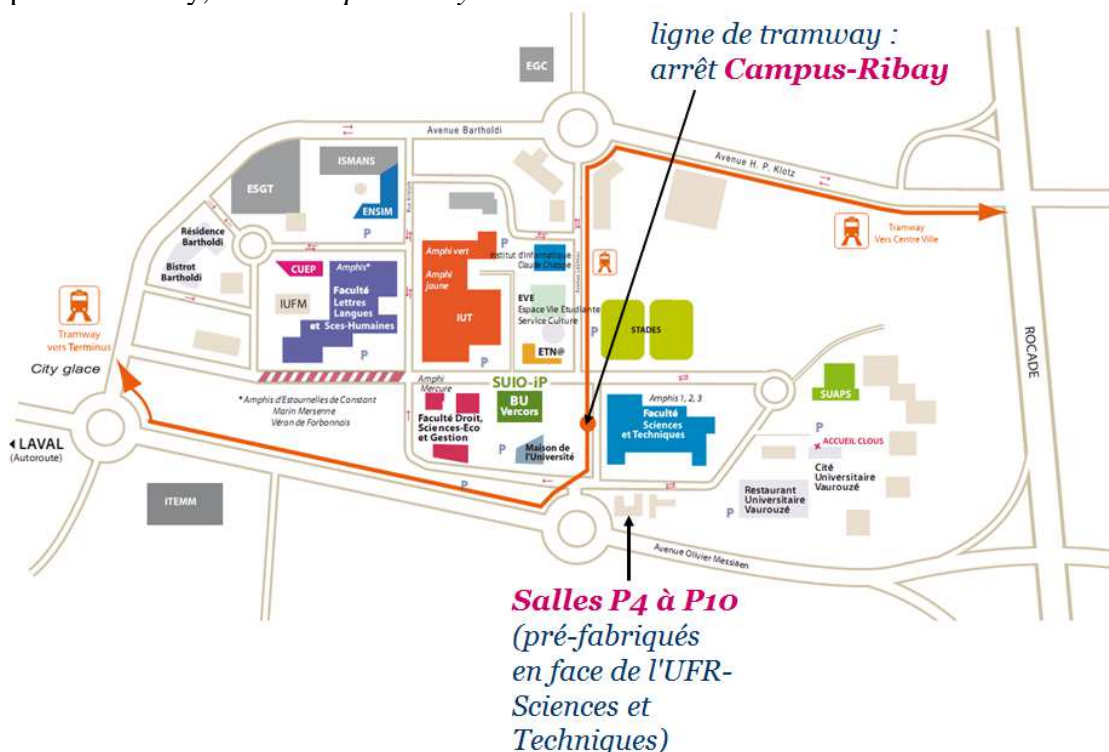 ligne de tramway :
arrêt Campus-Ribay
EGC
Avenue Bartholdi
Avenue H. P. Klotz
ISMANS
ESGT
ENSIM
P
Résidence
Bartholdi
Bistrot
Bartholdi
CUEP
Amphis*
IUFM
Faculté
Lettres
Langues
et Sces-Humaines
P
Amphi vert
Amphi
jaune
IUT
P
P
Institut d'Informatique
Claude Chappe
EVE
Espace Vie Etudiante
Service Culture
ETN@
P
STADES
Tramway
Vers Centre Ville
ROCADE
Tramway
vers Terminus
City glace
SUIO-iP
BU
Vercors
Amphi
Mercure
Faculté Droit,
Sciences-Eco
et Gestion
P
Maison de
l'Université
* Amphis d'Estournelles de Constant
Marin Mersenne
Véron de Forbonnais
Amphis 1, 2, 3
Faculté
Sciences
et Techniques
SUAPS
P
ACCUEIL CLOUS
Cité
Universitaire
Vaurouzé
Restaurant
Universitaire
Vaurouzé
P
LAVAL
(Autoroute)
P
ITEMM
Avenue Olivier Messiaen
Salles P4 à P10
(pré-fabriqués
en face de l'UFR-
Sciences et
Techniques)